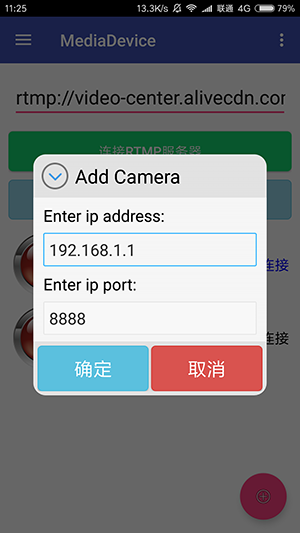 11:25
13.3K/s
联通 4G 79%
MediaDevice
rtmp://video-center.alivecdn.com
连接RTMP服务器
Add Camera
Enter ip address:
192.168.1.1
连接
Enter ip port:
8888
连接
确定
取消